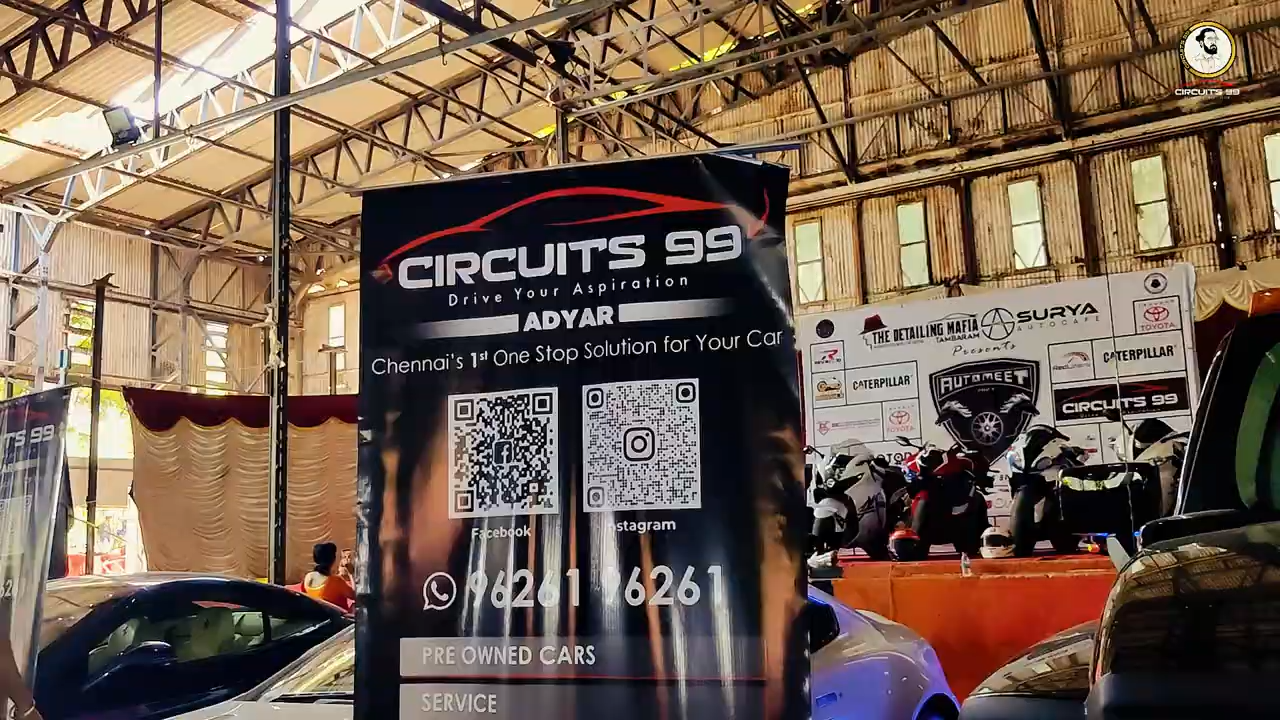 CIRCUITS 99
CIRCUITS 99
Drive Your Aspiration
ADYAR
Chennai's 1st One Stop Solution for Your Car
Facebook
Instagram
96261 96261
PRE OWNED CARS
SERVICE
THE DETAILING MAFIA
TAMBARAM
SURYA
AUTOCAFE
Presents
TOYOTA
AUTOMEET
CATERPILLAR
CATERPILLAR
CIRCUITS 99
TOYOTA
TS 99